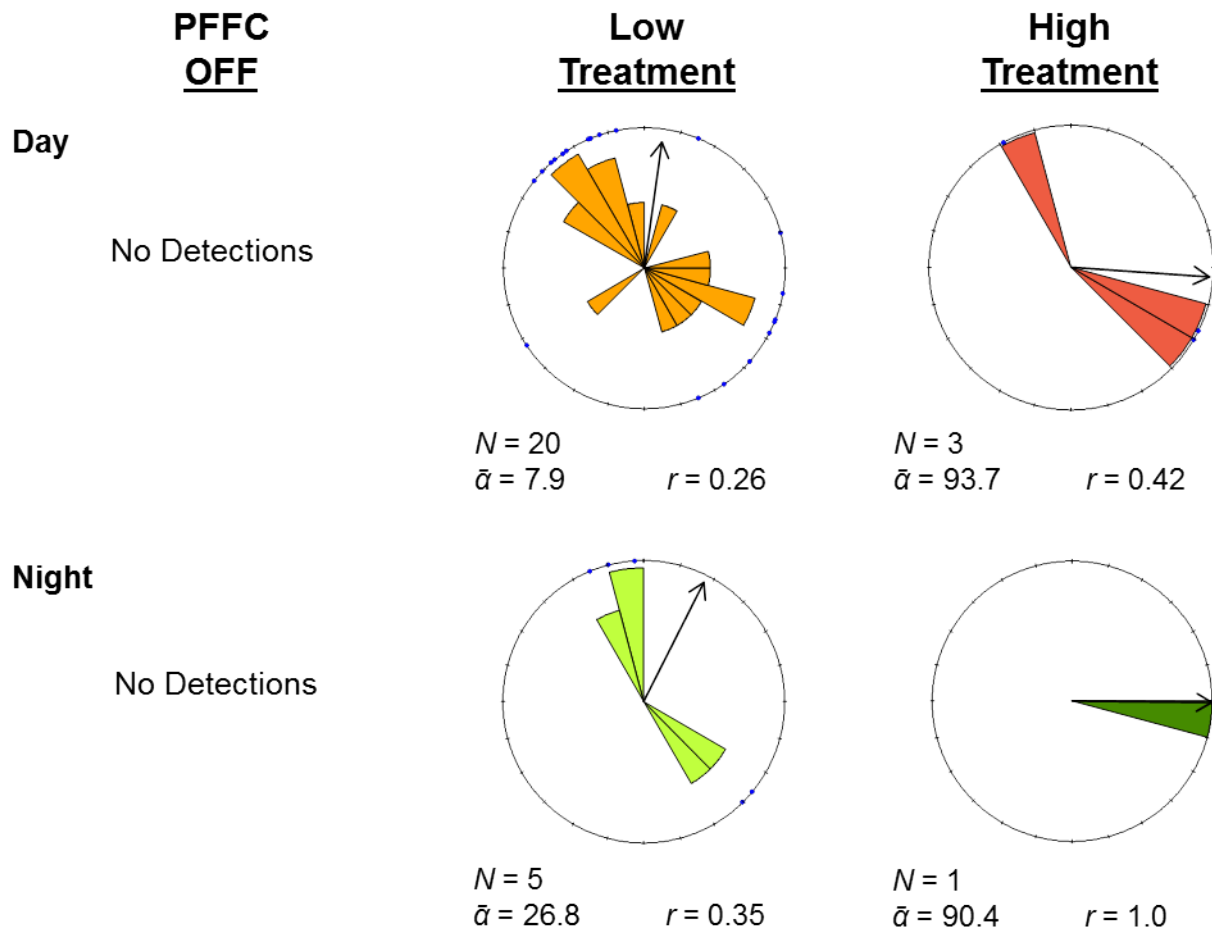 PFFC
OFF
Low
Treatment
High
Treatment
Day
No Detections
N = 20
ᾱ = 7.9 r = 0.26
N = 3
ᾱ = 93.7 r = 0.42
Night
No Detections
N = 5
ᾱ = 26.8 r = 0.35
N = 1
ᾱ = 90.4 r = 1.0